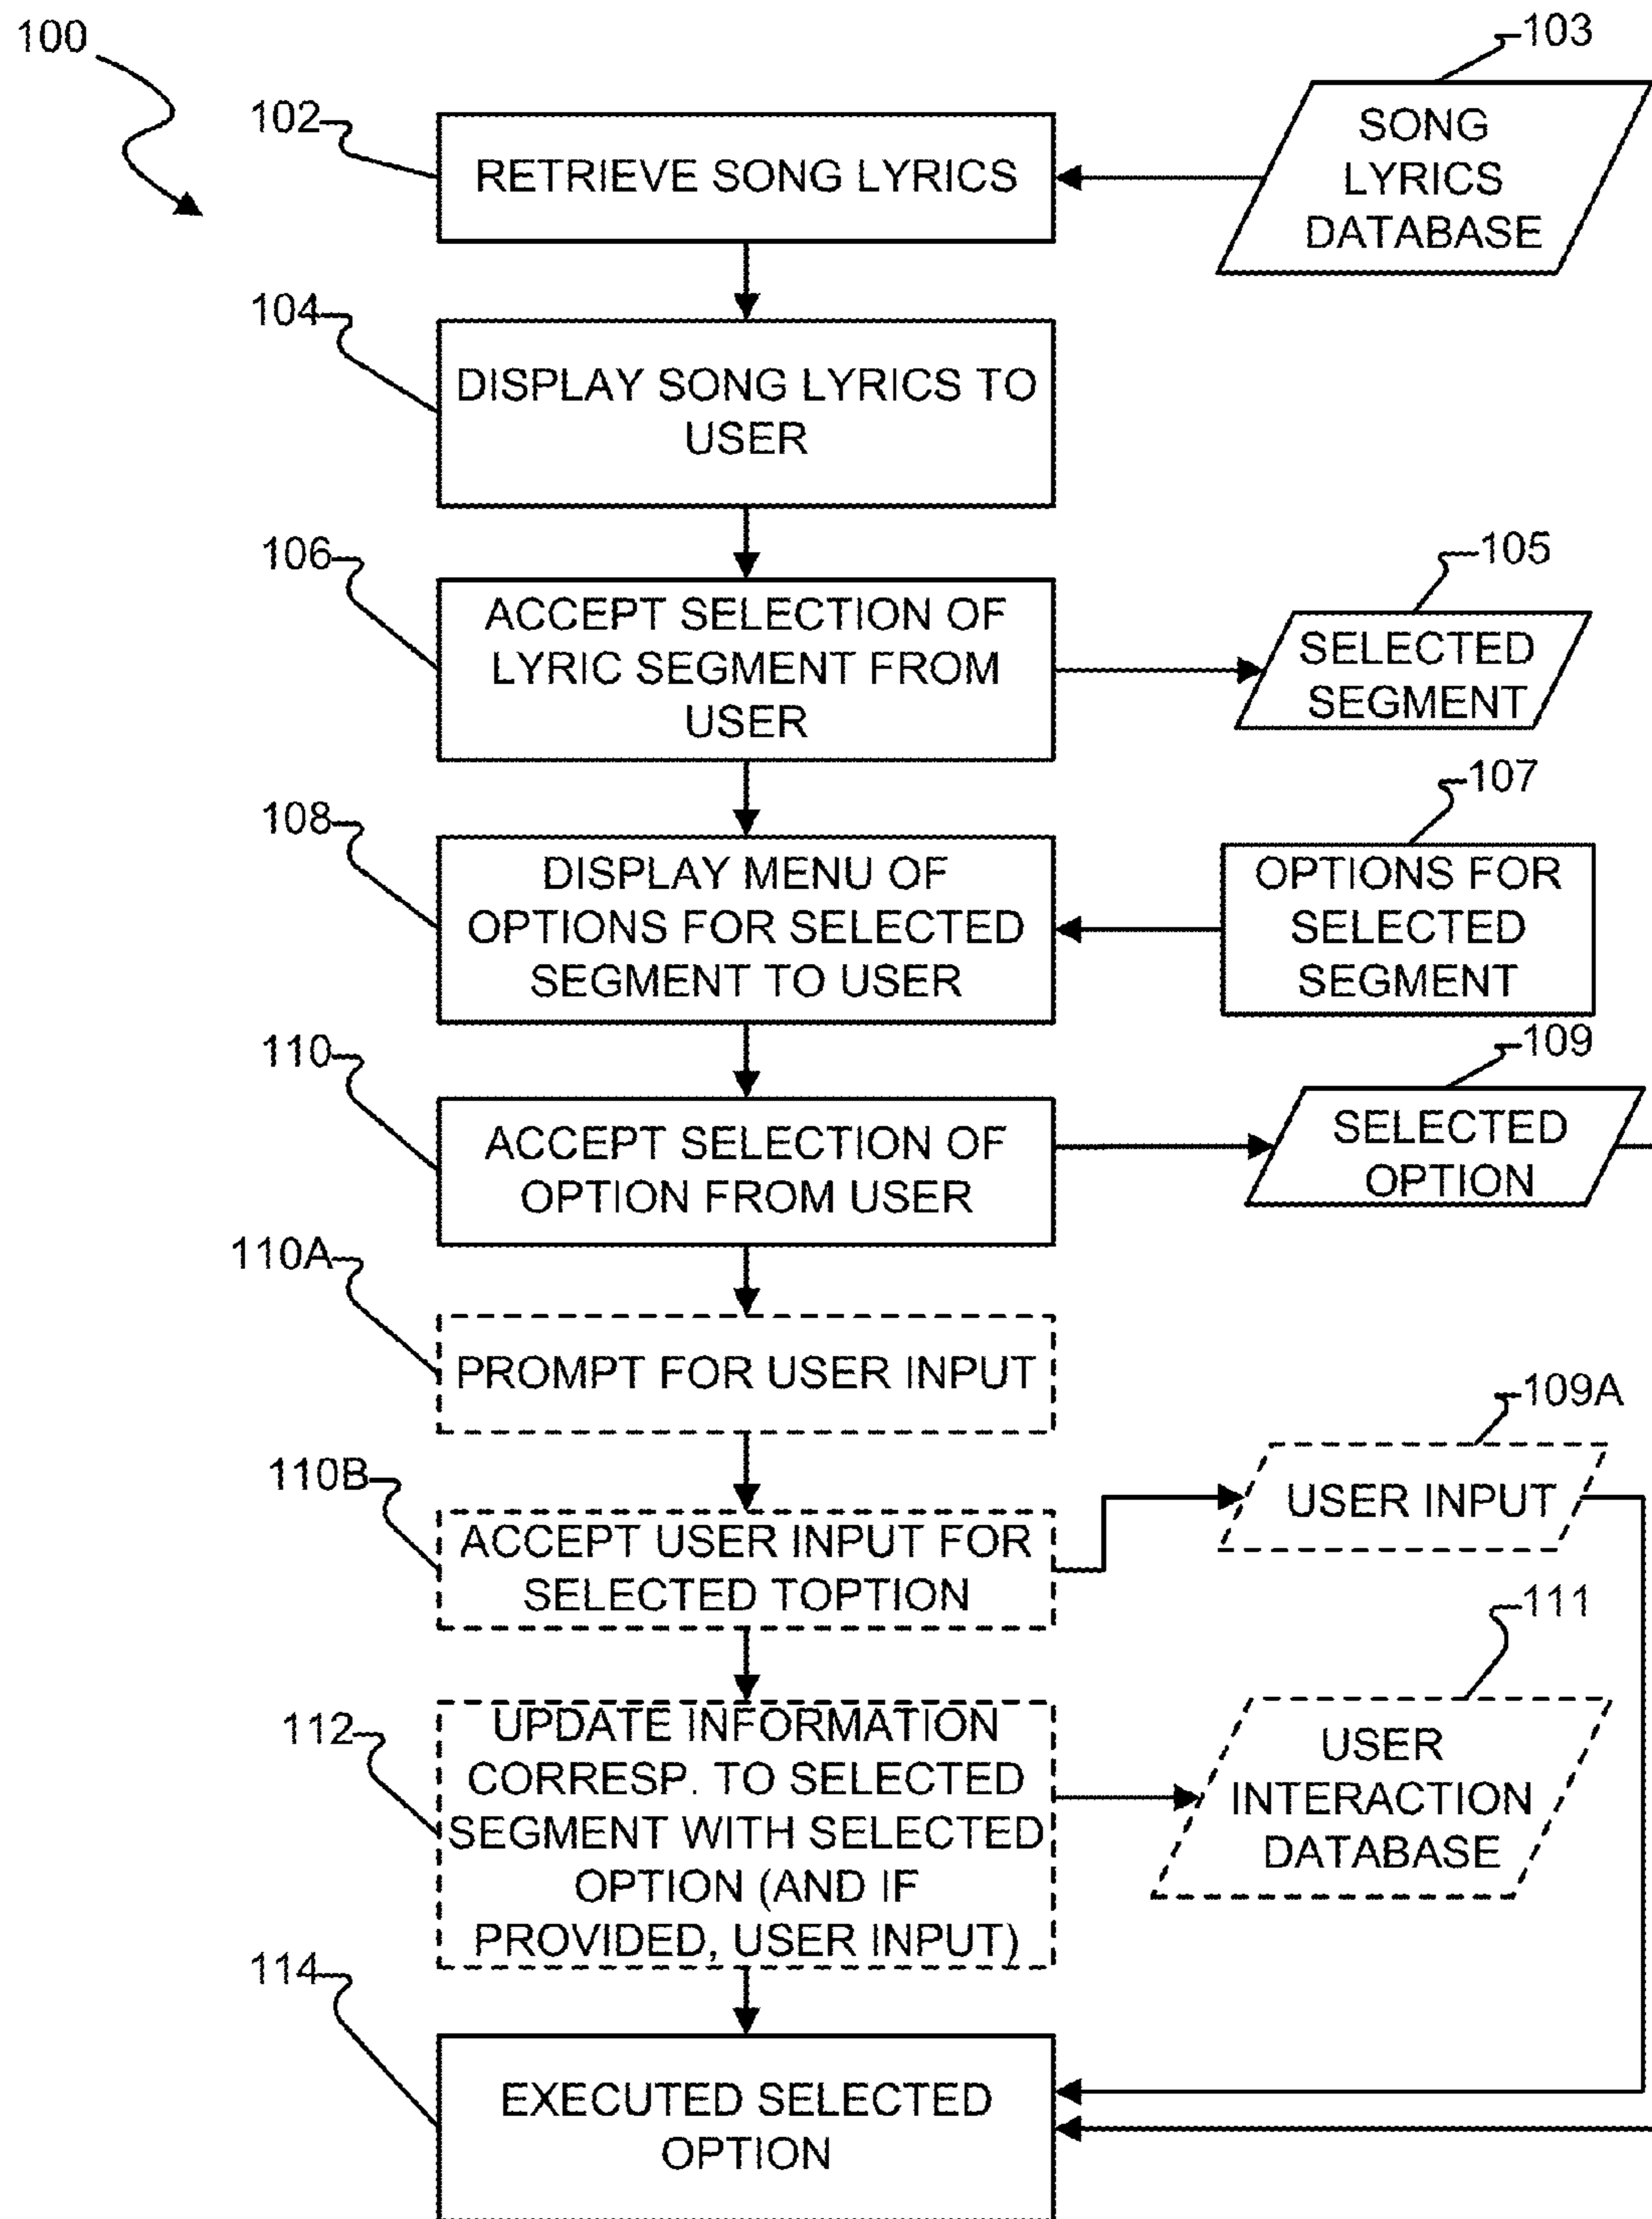 100
103
102
RETRIEVE SONG LYRICS
SONG
LYRICS
DATABASE
104
DISPLAY SONG LYRICS TO
USER
106
ACCEPT SELECTION OF
LYRIC SEGMENT FROM
USER
105
SELECTED
SEGMENT
108
DISPLAY MENU OF
OPTIONS FOR SELECTED
SEGMENT TO USER
107
OPTIONS FOR
SELECTED
SEGMENT
110
ACCEPT SELECTION OF
OPTION FROM USER
109
SELECTED
OPTION
110A
PROMPT FOR USER INPUT
109A
USER INPUT
110B
ACCEPT USER INPUT FOR
SELECTED TOPTION
111
USER
INTERACTION
DATABASE
112
UPDATE INFORMATION
CORRESP. TO SELECTED
SEGMENT WITH SELECTED
OPTION (AND IF
PROVIDED, USER INPUT)
114
EXECUTED SELECTED
OPTION